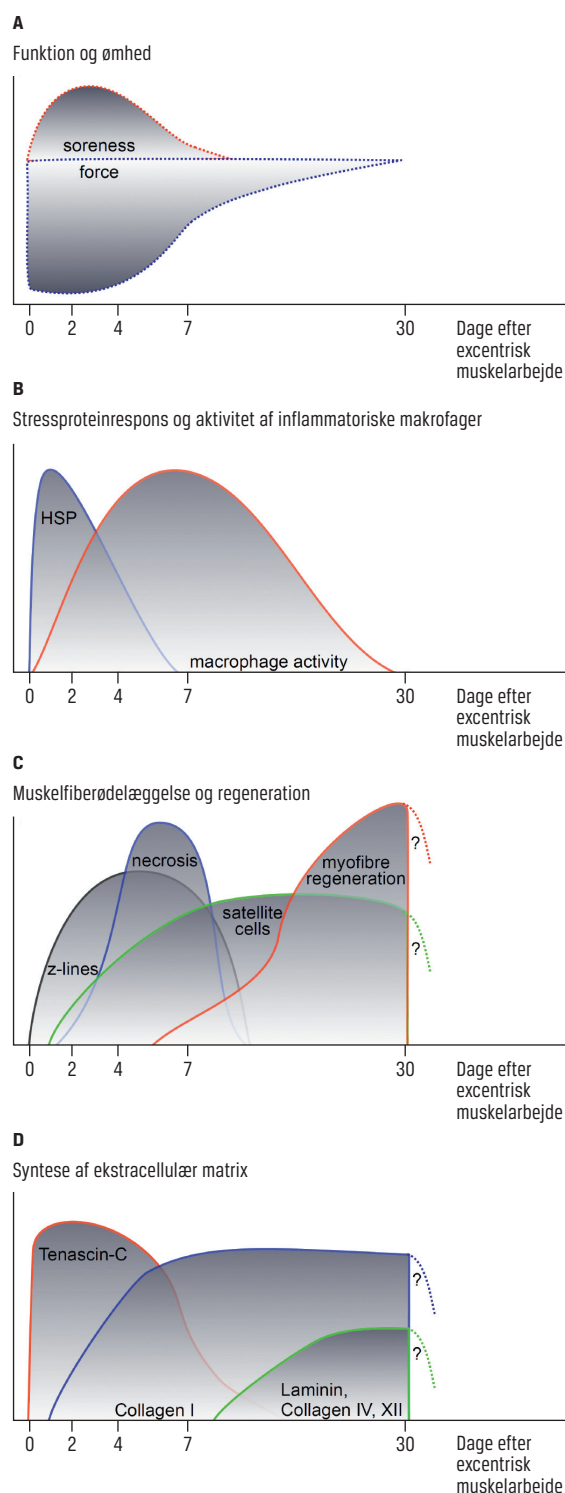 A
Funktion og ømhed
soreness
force
0 2 4 7 30 Dage efter
excentrisk
muskelarbejde
B
Stressproteinrespons og aktivitet af inflammatoriske makrofager
HSP
macrophage activity
0 2 4 7 30 Dage efter
excentrisk
muskelarbejde
C
Muskelfiberødelæggelse og regeneration
?
necrosis
myofibre
regeneration
satellite
cells
?
z-lines
0 2 4 7 30 Dage efter
excentrisk
muskelarbejde
D
Syntese af ekstracellulær matrix
Tenascin-C
?
?
Laminin,
Collagen I
Collagen IV, XII
0 2 4 7 30 Dage efter
excentrisk
muskelarbejde